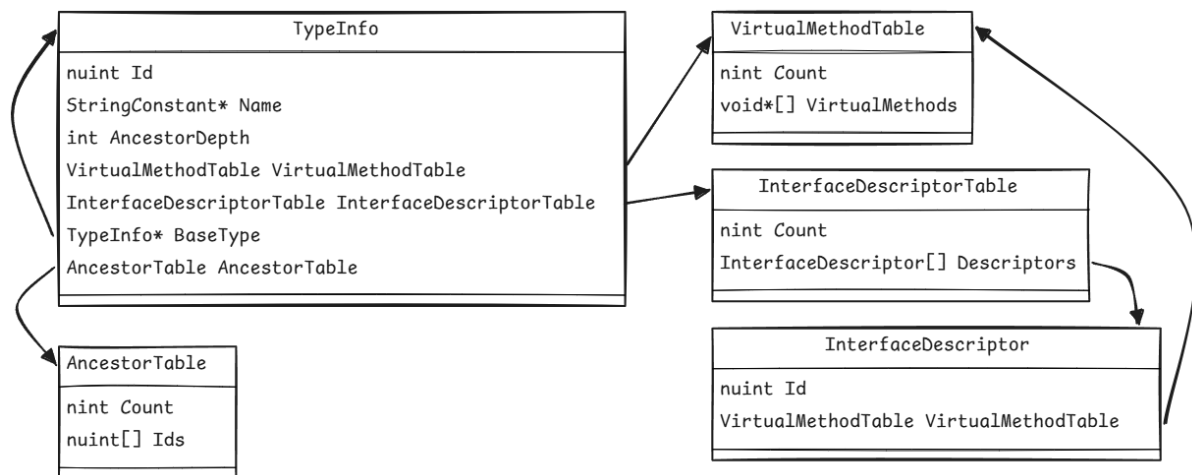 TypeInfo
nuint Id
StringConstant* Name
int AncestorDepth
VirtualMethodTable VirtualMethodTable
InterfaceDescriptorTable InterfaceDescriptorTable
TypeInfo* BaseType
AncestorTable AncestorTable
AncestorTable
nint Count
nuint[] Ids
VirtualMethodTable
nint Count
void*[] VirtualMethods
InterfaceDescriptorTable
nint Count
InterfaceDescriptor[] Descriptors
InterfaceDescriptor
nuint Id
VirtualMethodTable VirtualMethodTable